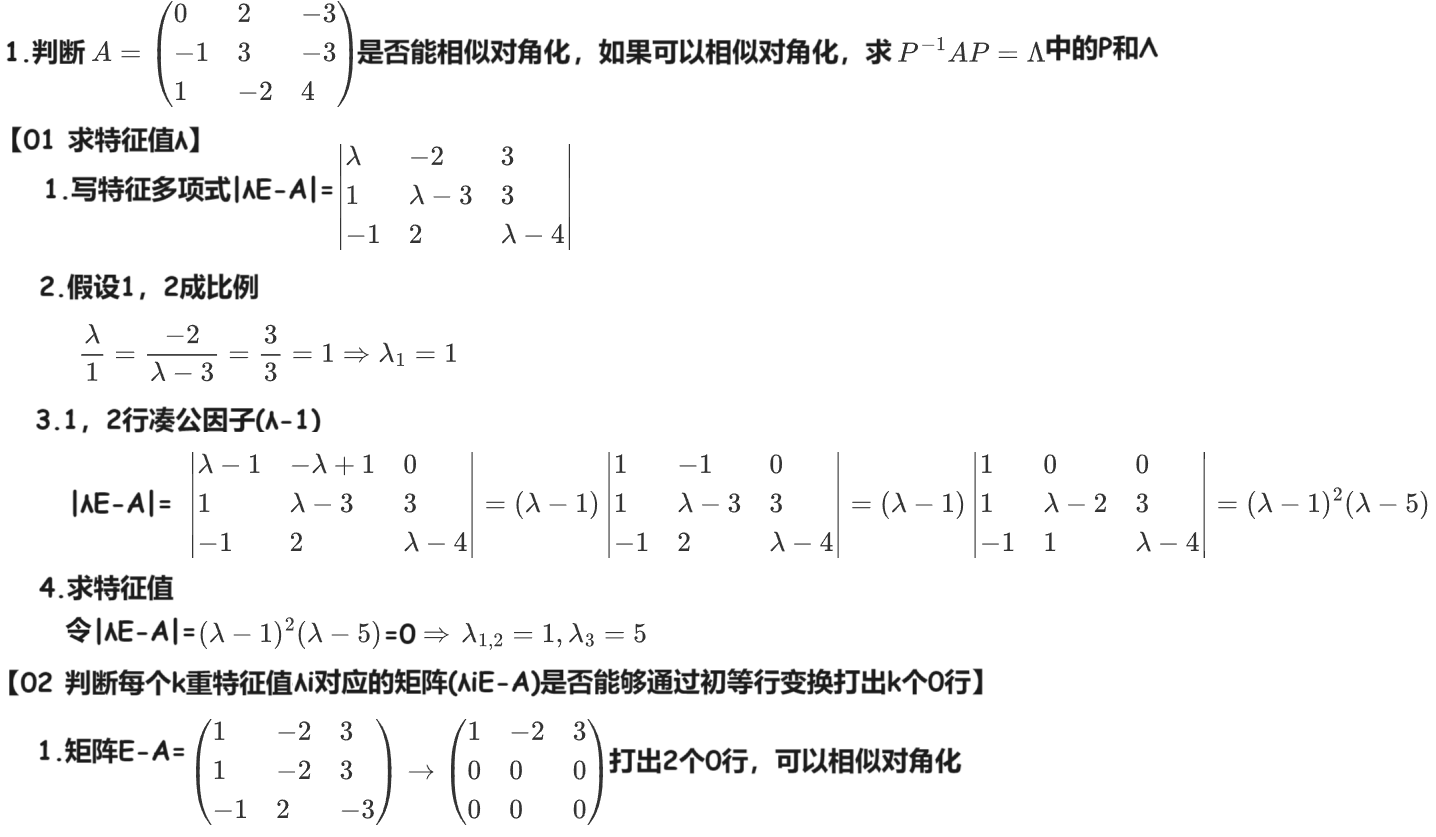 1.判断 $A=\begin{pmatrix}0 & 2 & -3\\ -1 & 3 & -3\\ 1 & -2 & 4\end{pmatrix}$是否能相似对角化，如果可以相似对角化，求 $P^{-1}AP=\Lambda$中的P和Λ
【01 求特征值λ】
1.写特征多项式|λE-A|=$\begin{vmatrix}\lambda & -2 & 3\\ 1 & \lambda-3 & 3\\ -1 & 2 & \lambda-4\end{vmatrix}$
2.假设1，2成比例
$\frac{\lambda}{1}=\frac{-2}{\lambda-3}=\frac{3}{3}=1\Rightarrow\lambda_1=1$
3.1，2行凑公因子(λ-1)
|λE-A|= $\begin{vmatrix}\lambda-1 & -\lambda+1 & 0\\ 1 & \lambda-3 & 3\\ -1 & 2 & \lambda-4\end{vmatrix}=(\lambda-1)\begin{vmatrix}1 & -1 & 0\\ 1 & \lambda-3 & 3\\ -1 & 2 & \lambda-4\end{vmatrix}=(\lambda-1)\begin{vmatrix}1 & 0 & 0\\ 1 & \lambda-2 & 3\\ -1 & 1 & \lambda-4\end{vmatrix}=(\lambda-1)^2(\lambda-5)$
4.求特征值
令|λE-A|=$(\lambda-1)^2(\lambda-5)$=0$\Rightarrow\lambda_{1,2}=1,\lambda_3=5$
【02 判断每个k重特征值λi对应的矩阵(λiE-A)是否能够通过初等行变换打出k个0行】
1.矩阵E-A=$\begin{pmatrix}1 & -2 & 3\\ 1 & -2 & 3\\ -1 & 2 & -3\end{pmatrix}\rightarrow\begin{pmatrix}1 & -2 & 3\\ 0 & 0 & 0\\ 0 & 0 & 0\end{pmatrix}$打出2个0行，可以相似对角化